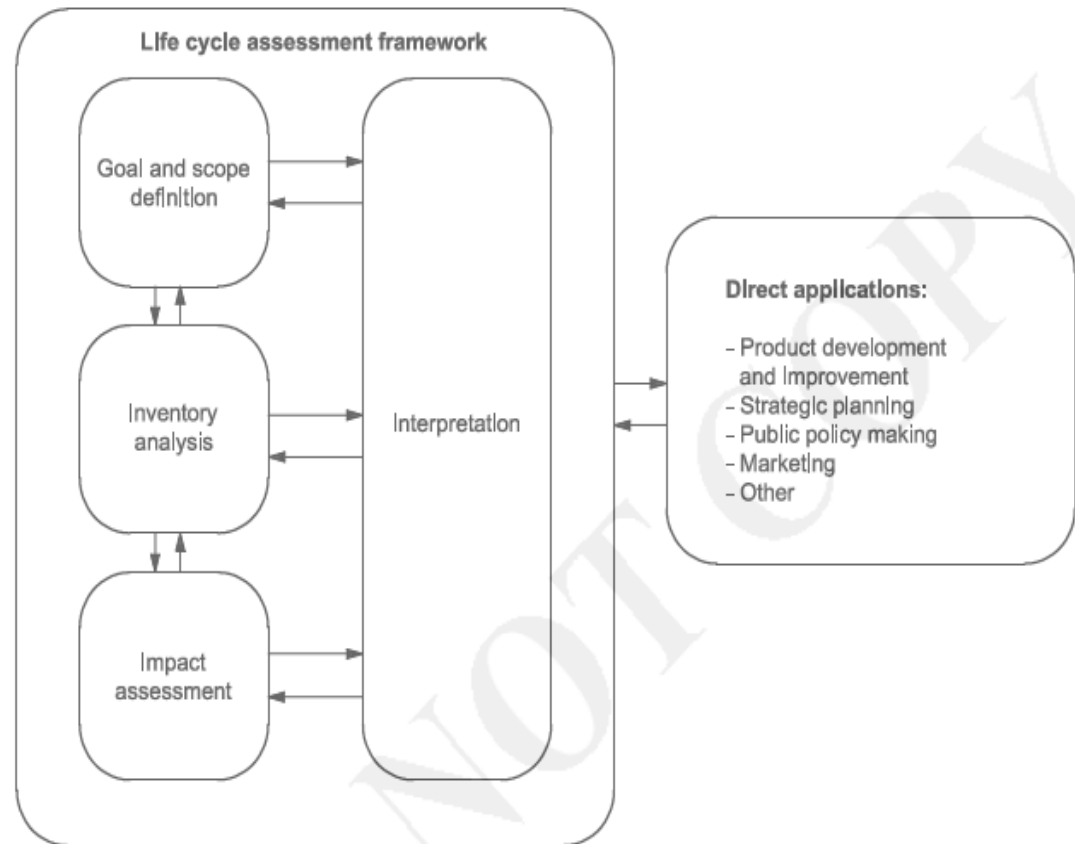 Life cycle assessment framework
Goal and scope
definition
Inventory
analysis
Impact
assessment
Interpretation
Direct applications:
– Product development
and improvement
– Strategic planning
– Public policy making
– Marketing
– Other
NOT COPY